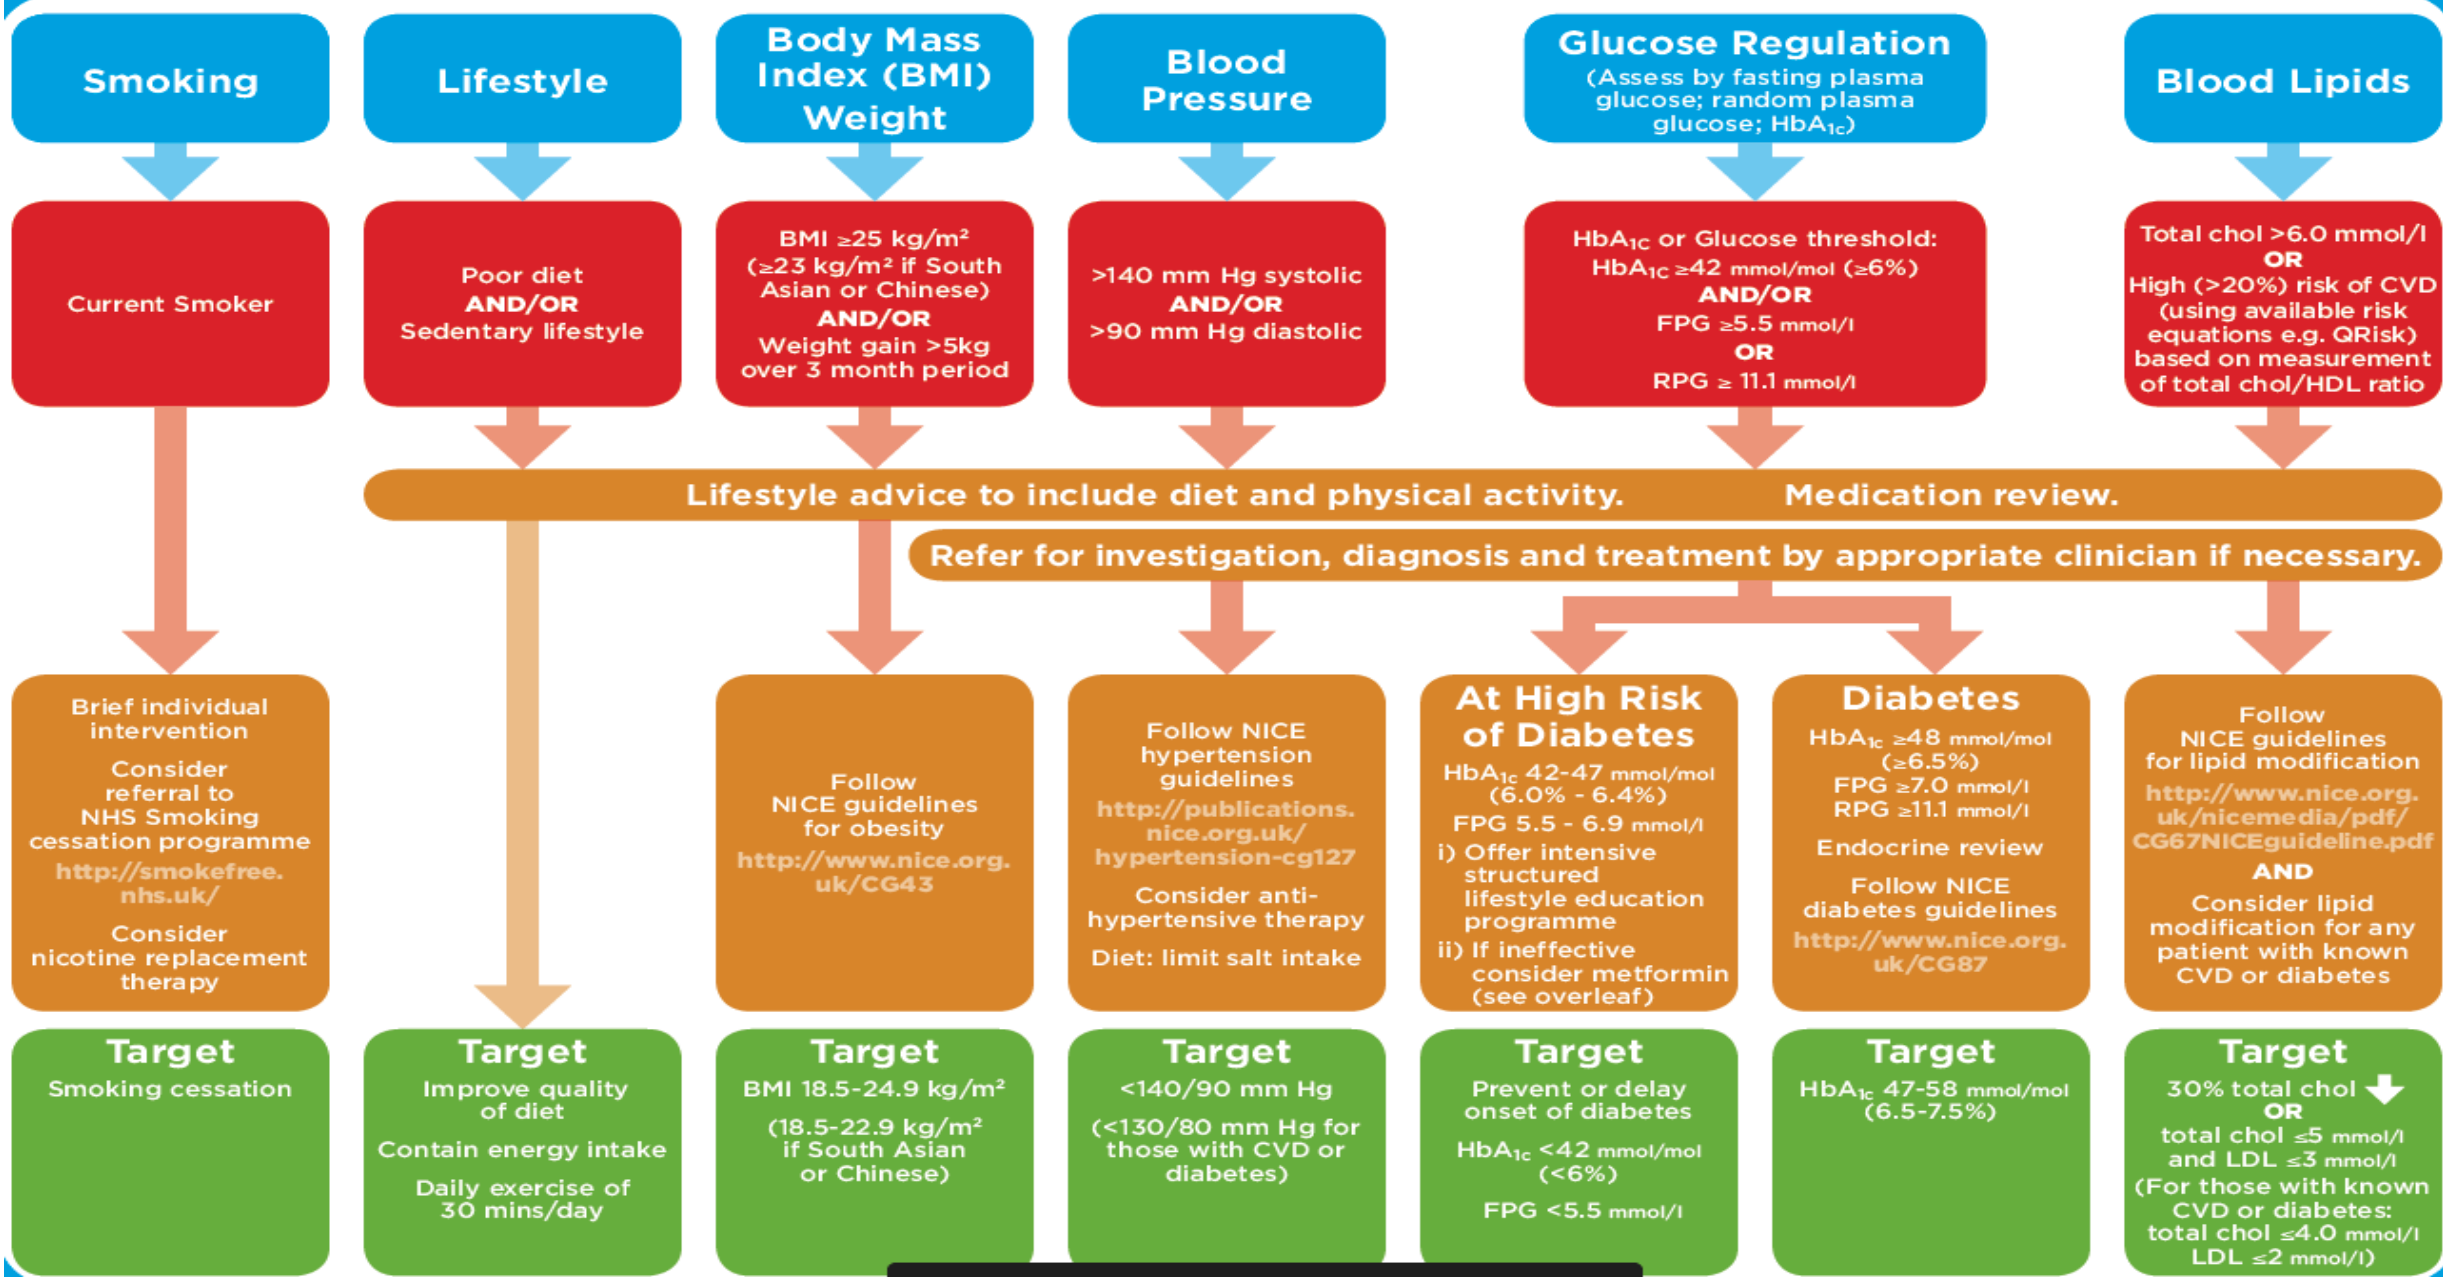 Smoking
Lifestyle
Body Mass
Index (BMI)
Weight
Blood
Pressure
Glucose Regulation
(Assess by fasting plasma
glucose; random plasma
glucose; HbA1c)
Blood Lipids
Current Smoker
Poor diet
AND/OR
Sedentary lifestyle
BMI ≥25 kg/m²
(≥23 kg/m² if South
Asian or Chinese)
AND/OR
Weight gain >5kg
over 3 month period
>140 mm Hg systolic
AND/OR
>90 mm Hg diastolic
HbA1C or Glucose threshold:
HbA1C ≥42 mmol/mol (≥6%)
AND/OR
FPG ≥5.5 mmol/l
OR
RPG ≥ 11.1 mmol/l
Total chol >6.0 mmol/l
OR
High (>20%) risk of CVD
(using available risk
equations e.g. QRisk)
based on measurement
of total chol/HDL ratio
Lifestyle advice to include diet and physical activity. Medication review.
Refer for investigation, diagnosis and treatment by appropriate clinician if necessary.
Brief individual
intervention
Consider
referral to
NHS Smoking
cessation programme
http://smokefree.
nhs.uk/
Consider
nicotine replacement
therapy
Follow
NICE guidelines
for obesity
http://www.nice.org.
uk/CG43
Follow NICE
hypertension
guidelines
http://publications.
nice.org.uk/
hypertension-cg127
Consider anti-
hypertensive therapy
Diet: limit salt intake
At High Risk
of Diabetes
HbA1c 42-47 mmol/mol
(6.0% - 6.4%)
FPG 5.5 - 6.9 mmol/l
i) Offer intensive
structured
lifestyle education
programme
ii) If ineffective
consider metformin
(see overleaf)
Diabetes
HbA1c ≥48 mmol/mol
(≥6.5%)
FPG ≥7.0 mmol/l
RPG ≥11.1 mmol/l
Endocrine review
Follow NICE
diabetes guidelines
http://www.nice.org.
uk/CG87
Follow
NICE guidelines
for lipid modification
http://www.nice.org.
uk/nicemedia/pdf/
CG67NICEguideline.pdf
AND
Consider lipid
modification for any
patient with known
CVD or diabetes
Target
Smoking cessation
Target
Improve quality
of diet
Contain energy intake
Daily exercise of
30 mins/day
Target
BMI 18.5-24.9 kg/m²
(18.5-22.9 kg/m²
if South Asian
or Chinese)
Target
<140/90 mm Hg
(<130/80 mm Hg for
those with CVD or
diabetes)
Target
Prevent or delay
onset of diabetes
HbA1c <42 mmol/mol
(<6%)
FPG <5.5 mmol/l
Target
HbA1c 47-58 mmol/mol
(6.5-7.5%)
Target
30% total chol
OR
total chol ≤5 mmol/l
and LDL ≤3 mmol/l
(For those with known
CVD or diabetes:
total chol ≤4.0 mmol/l
LDL ≤2 mmol/l)